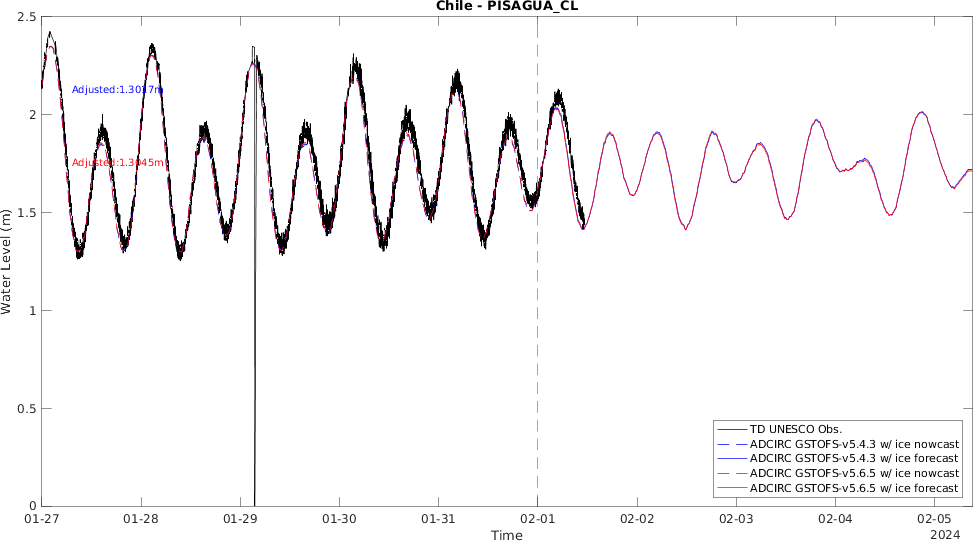 Chile - PISAGUA_CL
2.5
2
1.5
1
0.5
0
Water Level (m)
Adjusted:1.3017m
Adjusted:1.3045m
TD UNESCO Obs.
ADCIRC GSTOFS-v5.4.3 w/ ice nowcast
ADCIRC GSTOFS-v5.4.3 w/ ice forecast
ADCIRC GSTOFS-v5.6.5 w/ ice nowcast
ADCIRC GSTOFS-v5.6.5 w/ ice forecast
01-27 01-28 01-29 01-30 01-31 02-01 02-02 02-03 02-04 02-05
Time
2024